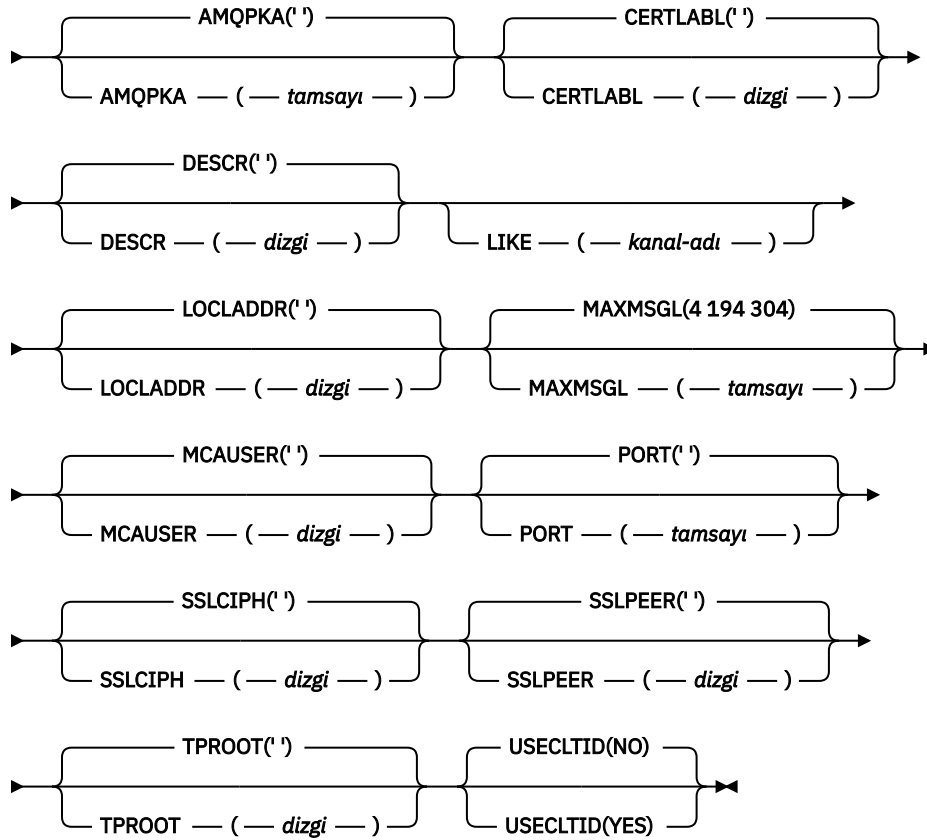 AMQPKA(' ') CERTLABL(' ')
AMQPKA ( tamsayı ) CERTLABL ( dizgi )
DESCR(' ')
DESCR ( dizgi ) LIKE ( kanal-adı )
LOCLADDR(' ') MAXMSGL(4 194 304)
LOCLADDR ( dizgi ) MAXMSGL ( tamsayı )
MCAUSER(' ') PORT(' ')
MCAUSER ( dizgi ) PORT ( tamsayı )
SSLCIPH(' ') SSLPEER(' ')
SSLCIPH ( dizgi ) SSLPEER ( dizgi )
TPROOT(' ') USECLTID(NO)
TPROOT ( dizgi ) USECLTID(YES)